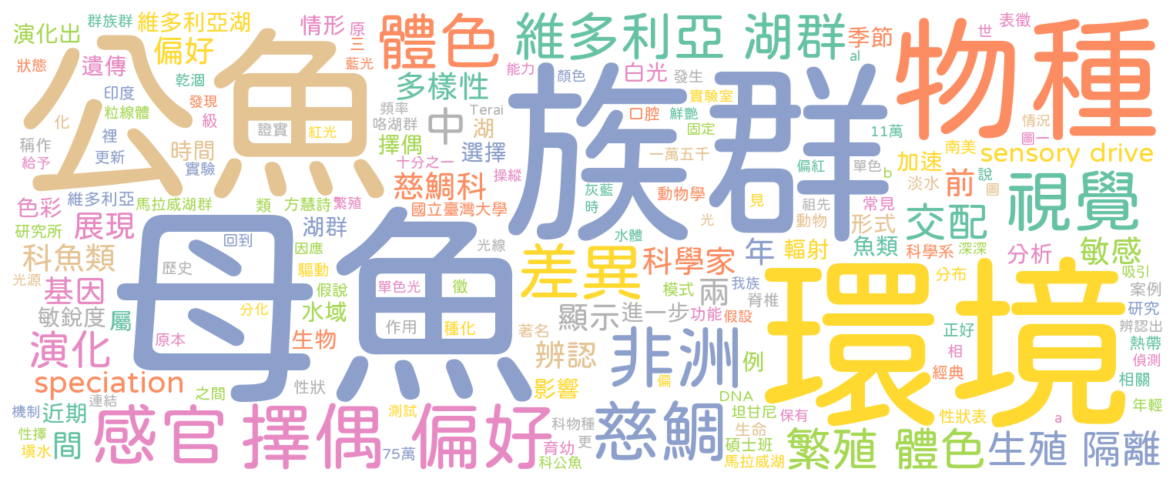 演化出 群族群 維多利亞湖 情形 原 體色 維多利亞 湖群 季節 表徵 世
狀態 公魚 偏好 三 藍光 al 物種
遺傳 乾涸 多樣性 能力 顏色 白光 發生
印度 發現 頻率 Terai 族群 實驗室
化 粒線體 級 咯湖群 中 湖 口腔 鮮艷 11萬 情況
稱作 裡 證實 紅光 擇偶 選擇 固定 圖一
給予 更新 時間 實驗 十分之一 一萬五千 偏紅 單色 加速 南美 sensory drive
操縱 灰藍 動物學 b 淡水 前 說 視覺
維多利亞 馬拉威湖群 類 方慧詩 繁殖 慈鯛科 時 祖先 常見 圖
色彩 國立臺灣大學 光 見 動物 形式 交配
研究所 展現 母魚 回到 湖群 因應 光線 水體 年 輻射 魚類 科學系 深深 分析 敏感
科魚類 歷史 驅動 差異 科學家 我族 環境 分布 吸引
光源 基因 假說 單色光 徵 模式 兩 脊椎 案例
敏銳度 屬 分化 水域 顯示 進一步 功能 假設 研究
原本 作用 種化 著名 正好 辨認出
演化 生物 辨認 非洲 例 相 熱帶
偵測
speciation 之間 性狀 影響 偏 經典 相關
連結 DNA 年輕
機制 近期 感官 擇偶 偏好 測試 科物種 慈鯛 坦甘尼 保有 性狀表 a
性擇 間 更 生命
塡水 75萬 育幼 碩士班 繁殖 體色 生殖 隔離
科公魚 馬拉威湖